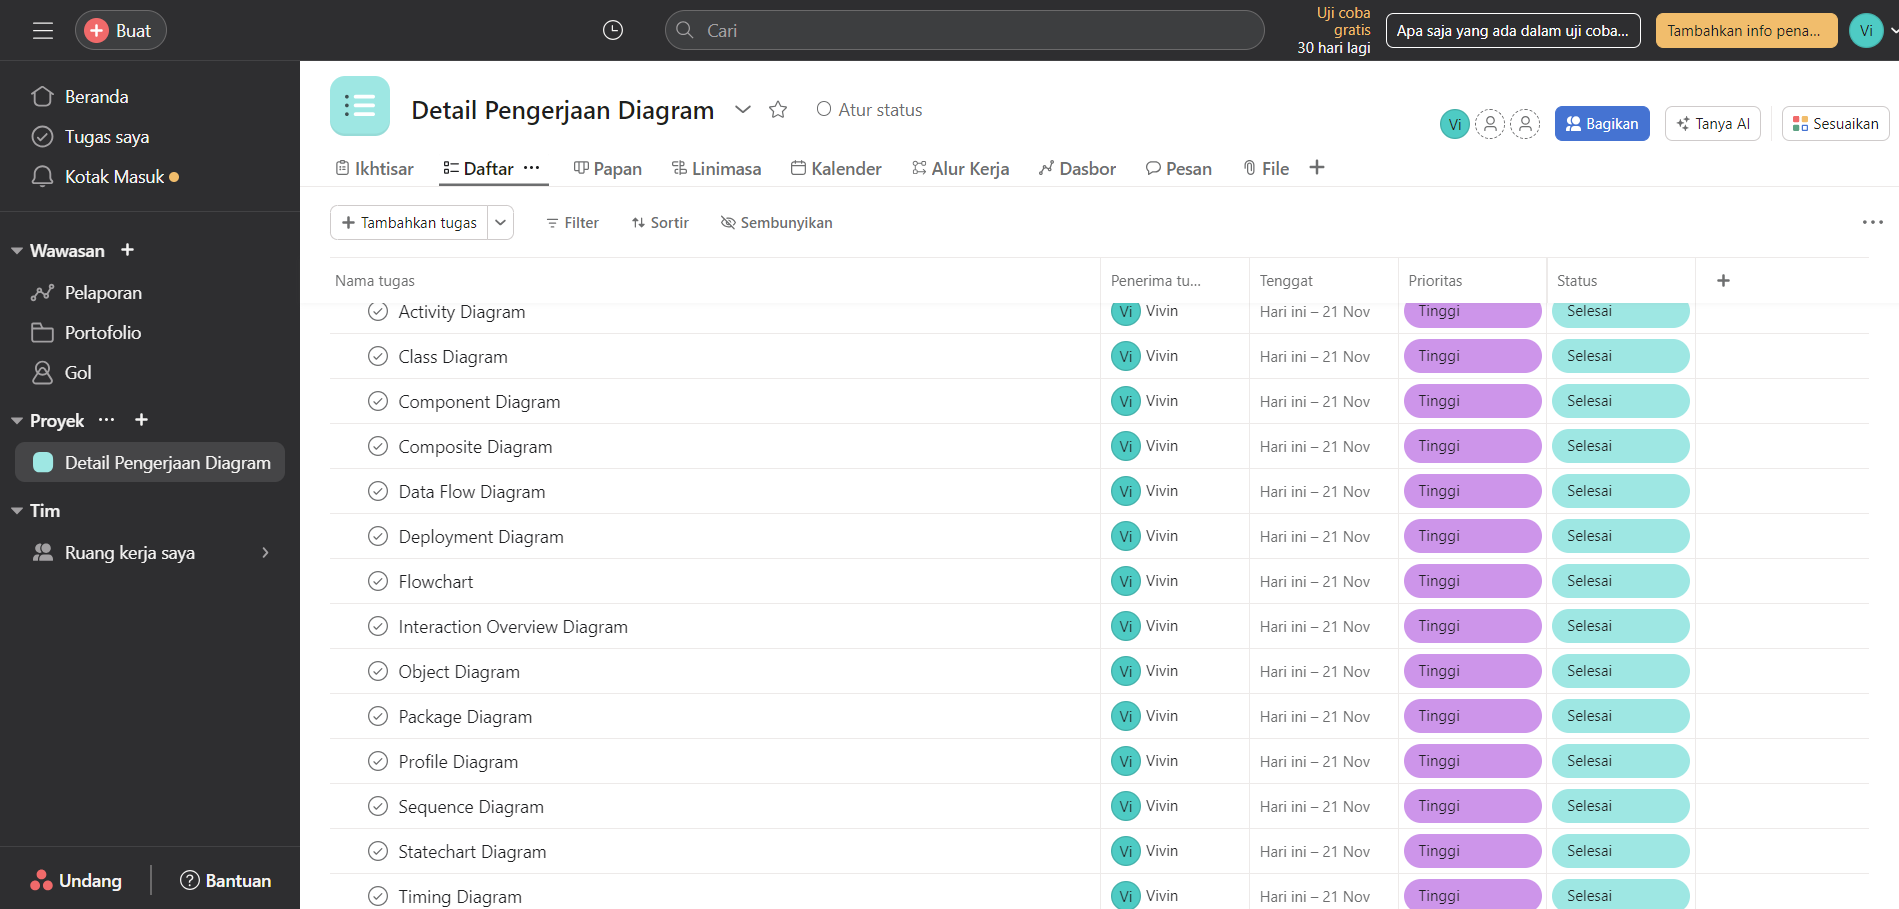 Buat
Cari
Uji coba
gratis
30 hari lagi
Apa saja yang ada dalam uji coba...
Tambahkan info pena...
Vi
Beranda
Tugas saya
Kotak Masuk
Wawasan
Pelaporan
Portofolio
Gol
Proyek
Detail Pengerjaan Diagram
Tim
Ruang kerja saya
Undang
Bantuan
Detail Pengerjaan Diagram
Atur status
Vi
Bagikan
Tanya AI
Sesuaikan
Ikhtisar Daftar Papan Linimasa Kalender Alur Kerja Dasbor Pesan File
Tambahkan tugas Filter Sortir Sembunyikan
Nama tugas Penerima tu... Tenggat Prioritas Status
Activity Diagram Vi Vivin Hari ini – 21 Nov Tinggi Selesai
Class Diagram Vi Vivin Hari ini – 21 Nov Tinggi Selesai
Component Diagram Vi Vivin Hari ini – 21 Nov Tinggi Selesai
Composite Diagram Vi Vivin Hari ini – 21 Nov Tinggi Selesai
Data Flow Diagram Vi Vivin Hari ini – 21 Nov Tinggi Selesai
Deployment Diagram Vi Vivin Hari ini – 21 Nov Tinggi Selesai
Flowchart Vi Vivin Hari ini – 21 Nov Tinggi Selesai
Interaction Overview Diagram Vi Vivin Hari ini – 21 Nov Tinggi Selesai
Object Diagram Vi Vivin Hari ini – 21 Nov Tinggi Selesai
Package Diagram Vi Vivin Hari ini – 21 Nov Tinggi Selesai
Profile Diagram Vi Vivin Hari ini – 21 Nov Tinggi Selesai
Sequence Diagram Vi Vivin Hari ini – 21 Nov Tinggi Selesai
Statechart Diagram Vi Vivin Hari ini – 21 Nov Tinggi Selesai
Timing Diagram Vi Vivin Hari ini – 21 Nov Tinggi Selesai